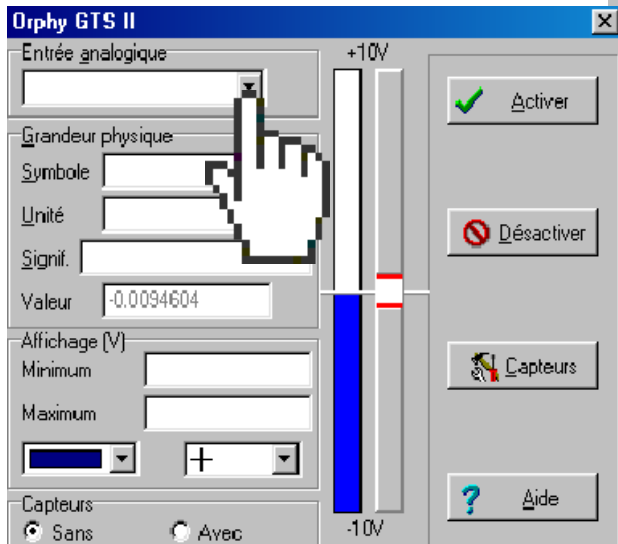 Orphy GTS II
Entrée analogique
Grandeur physique
Symbole
Unité
Signif.
Valeur -0.0094604
Affichage (V)
Minimum
Maximum
Capteurs
Sans Avec
+10V
-10V
Activer
Désactiver
Capteurs
Aide